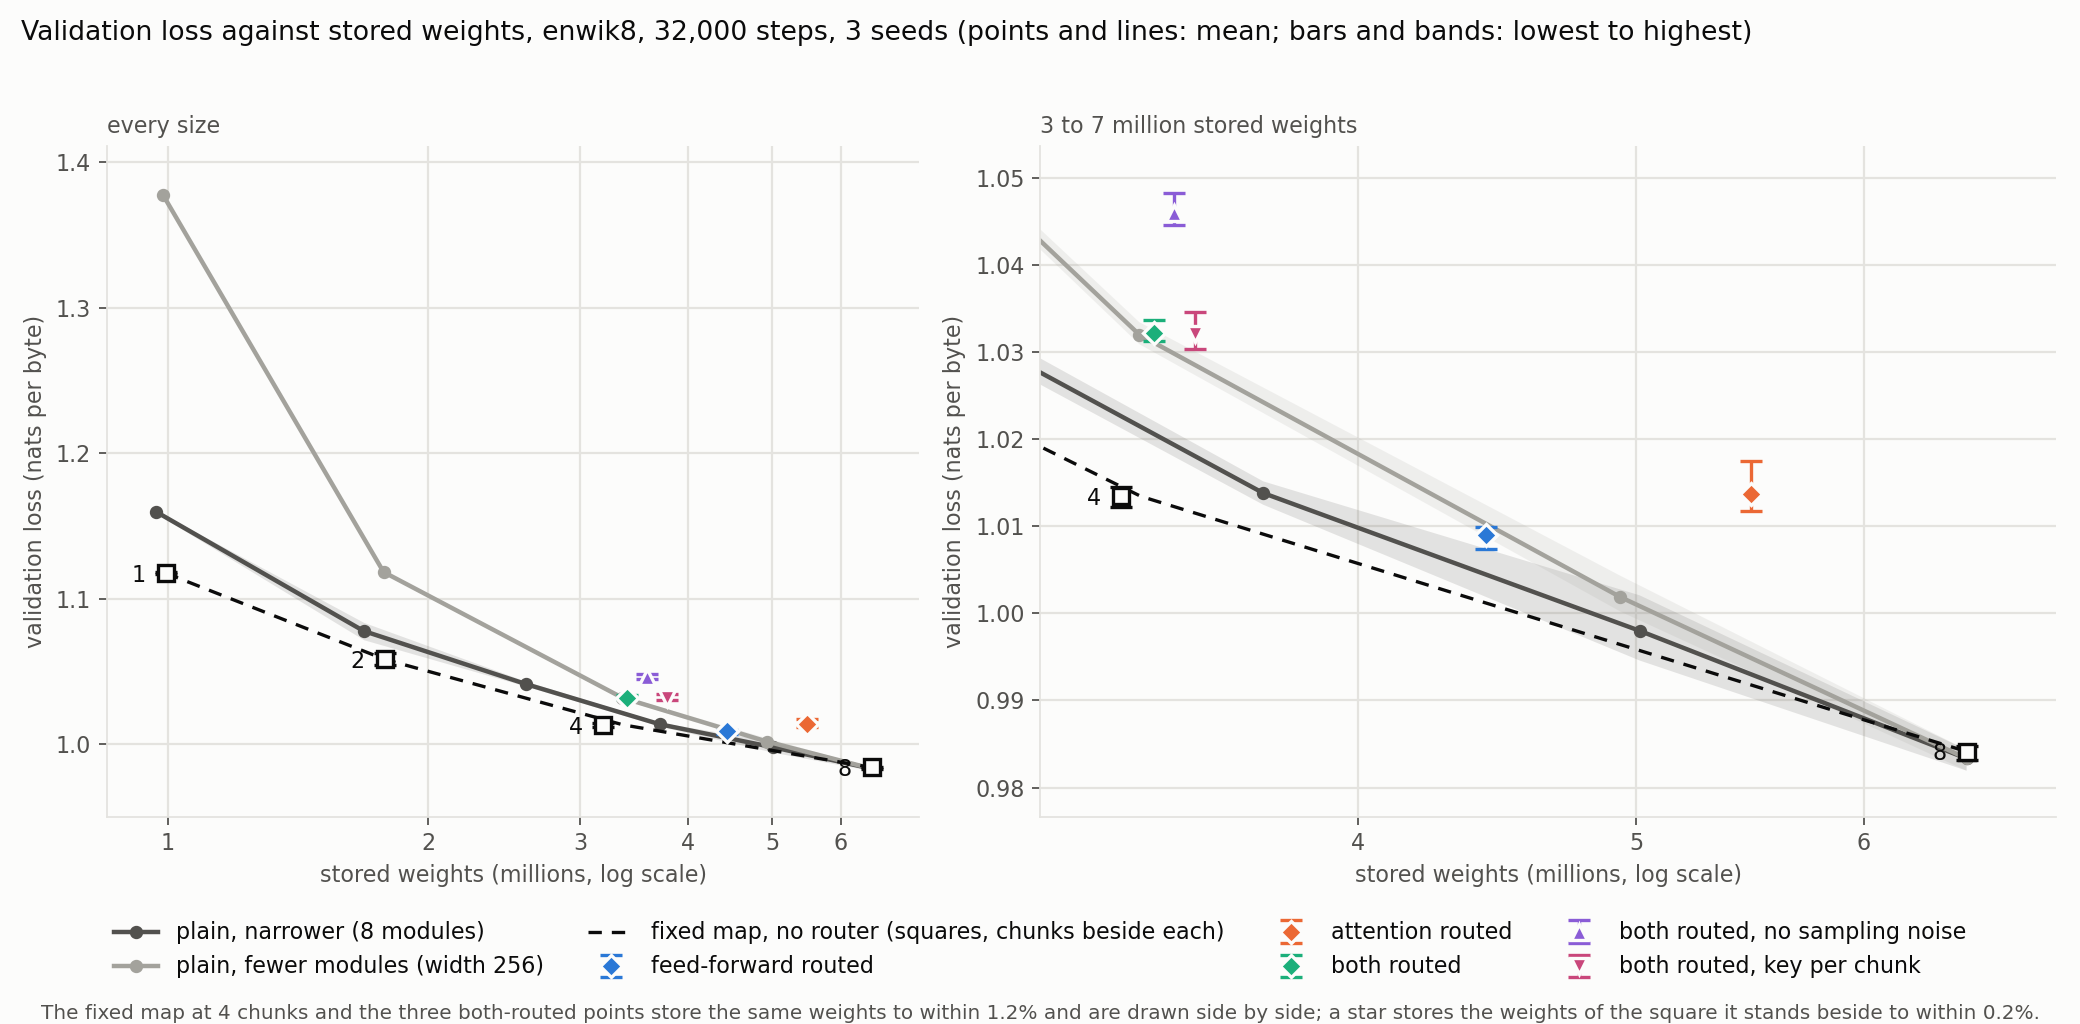 Validation loss against stored weights, enwik8, 32,000 steps, 3 seeds (points and lines: mean; bars and bands: lowest to highest)
every size
1.4
1.3
1.2
1.1
1.0
validation loss (nats per byte)
1
2
4
8
1
2
3
4
5
6
stored weights (millions, log scale)
3 to 7 million stored weights
1.05
1.04
1.03
1.02
1.01
1.00
0.99
0.98
validation loss (nats per byte)
4
8
4
5
6
stored weights (millions, log scale)
plain, narrower (8 modules)
plain, fewer modules (width 256)
fixed map, no router (squares, chunks beside each)
feed-forward routed
attention routed
both routed
both routed, no sampling noise
both routed, key per chunk
The fixed map at 4 chunks and the three both-routed points store the same weights to within 1.2% and are drawn side by side; a star stores the weights of the square it stands beside to within 0.2%.